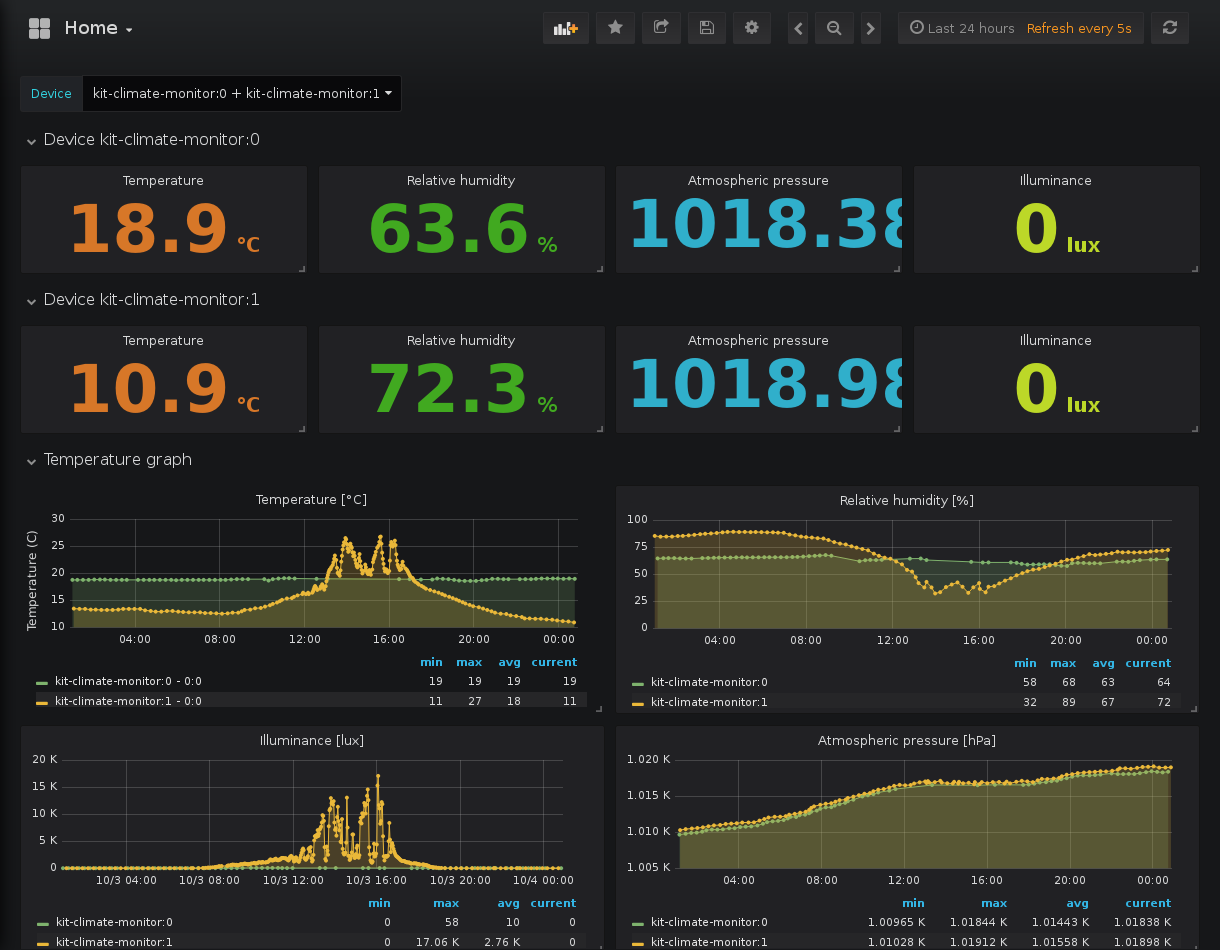 Home
Last 24 hours Refresh every 5s
Device kit-climate-monitor:0 + kit-climate-monitor:1
Device kit-climate-monitor:0
Temperature Relative humidity Atmospheric pressure Illuminance
18.9 °C 63.6 % 1018.38 0 lux
Device kit-climate-monitor:1
Temperature Relative humidity Atmospheric pressure Illuminance
10.9 °C 72.3 % 1018.98 0 lux
Temperature graph
Temperature [°C]
Temperature (C)
30
25
20
15
10
04:00 08:00 12:00 16:00 20:00 00:00
min max avg current
kit-climate-monitor:0 - 0:0 19 19 19 19
kit-climate-monitor:1 - 0:0 11 27 18 11
Relative humidity [%]
100
75
50
25
0
04:00 08:00 12:00 16:00 20:00 00:00
min max avg current
kit-climate-monitor:0 58 68 63 64
kit-climate-monitor:1 32 89 67 72
Illuminance [lux]
20 K
15 K
10 K
5 K
0
10/3 04:00 10/3 08:00 10/3 12:00 10/3 16:00 10/3 20:00 10/4 00:00
min max avg current
kit-climate-monitor:0 0 58 10 0
kit-climate-monitor:1 0 17.06 K 2.76 K 0
Atmospheric pressure [hPa]
1.020 K
1.015 K
1.010 K
1.005 K
04:00 08:00 12:00 16:00 20:00 00:00
min max avg current
kit-climate-monitor:0 1.00965 K 1.01844 K 1.01443 K 1.01838 K
kit-climate-monitor:1 1.01028 K 1.01912 K 1.01558 K 1.01898 K